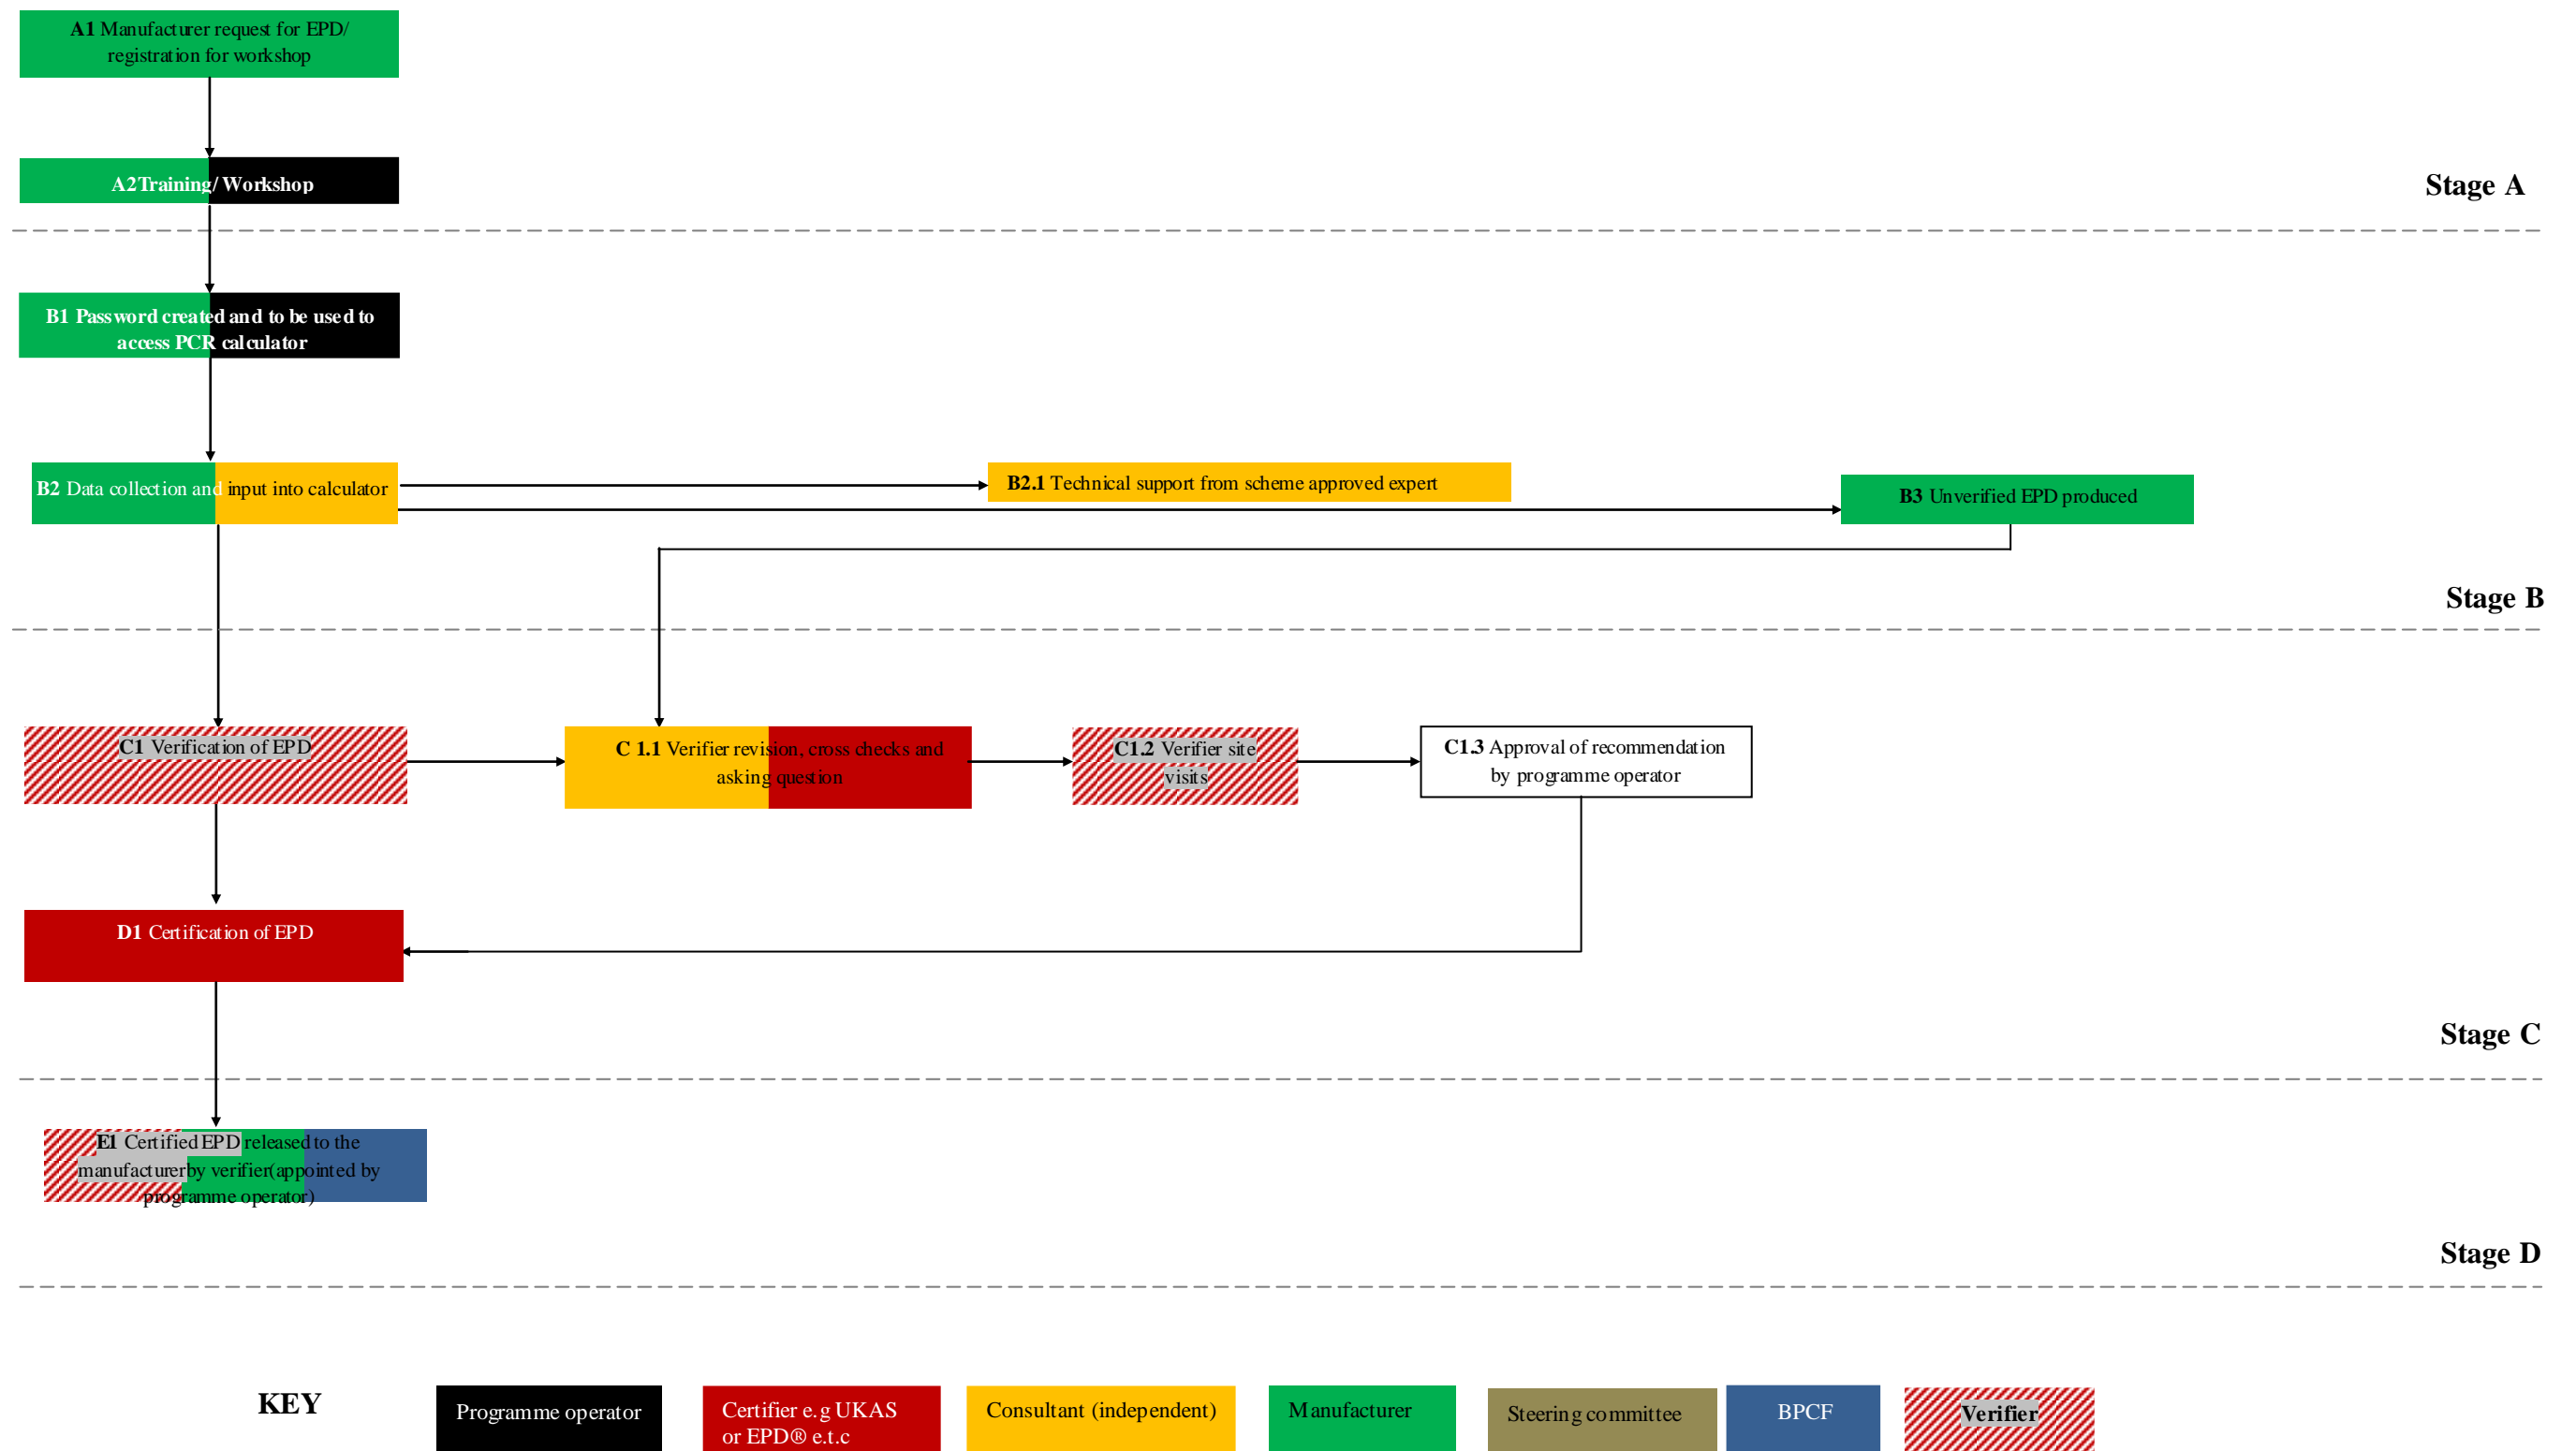 A1 Manufacturer request for EPD/
registration for workshop
A2Training/ Workshop
Stage A
B1 Password created and to be used to
access PCR calculator
B2 Data collection and input into calculator
B2.1 Technical support from scheme approved expert
B3 Unverified EPD produced
Stage B
C1 Verification of EPD
C 1.1 Verifier revision, cross checks and
asking question
C1.2 Verifier site
visits
C1.3 Approval of recommendation
by programme operator
D1 Certification of EPD
Stage C
E1 Certified EPD released to the
manufacturerby verifier(appointed by
programme operator)
Stage D
KEY
Programme operator
Certifier e.g UKAS
or EPD® e.t.c
Consultant (independent)
Manufacturer
Steering committee
BPCF
Verifier